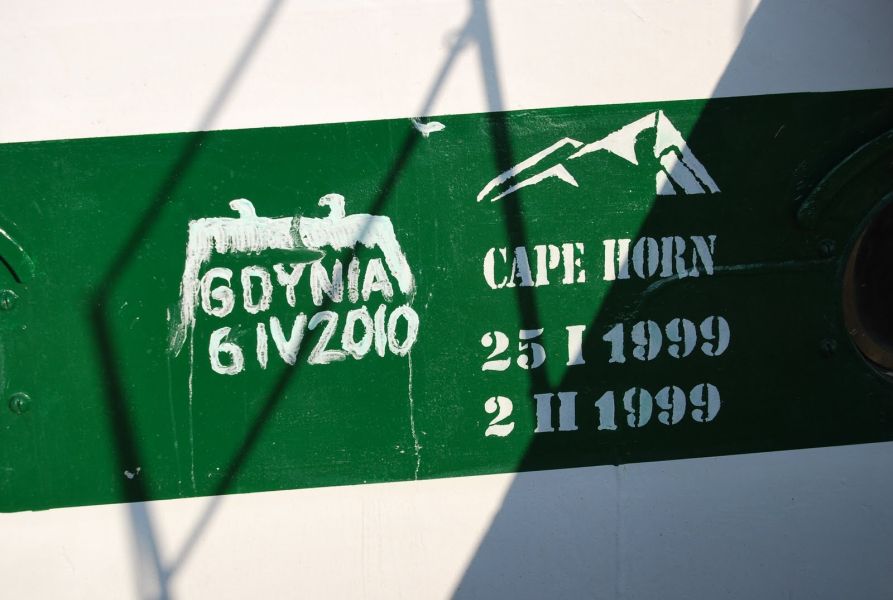 GDYNIA
6 IV 2010
CAPE HORN
25 I 1999
2 II 1999